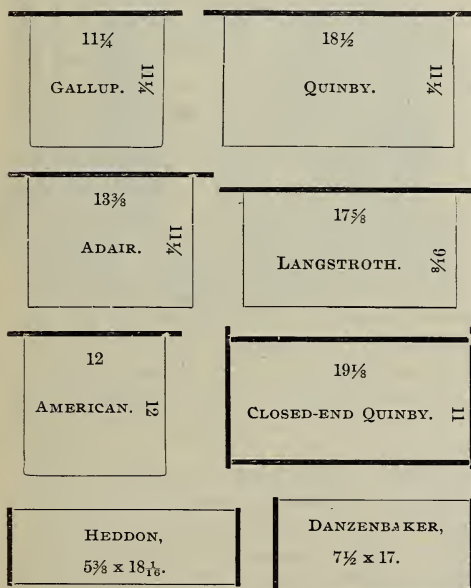 11¼
GALLUP. 11¼
18½
QUINBY. 11¼
13⅜
ADAIR. 11¼
17⅝
LANGSTROTH. 9⅛
12
AMERICAN. 12
19⅛
CLOSED-END QUINBY. 11
HEDDON,
5⅜ x 18 1/16.
DANZENBAKER,
7½ x 17.